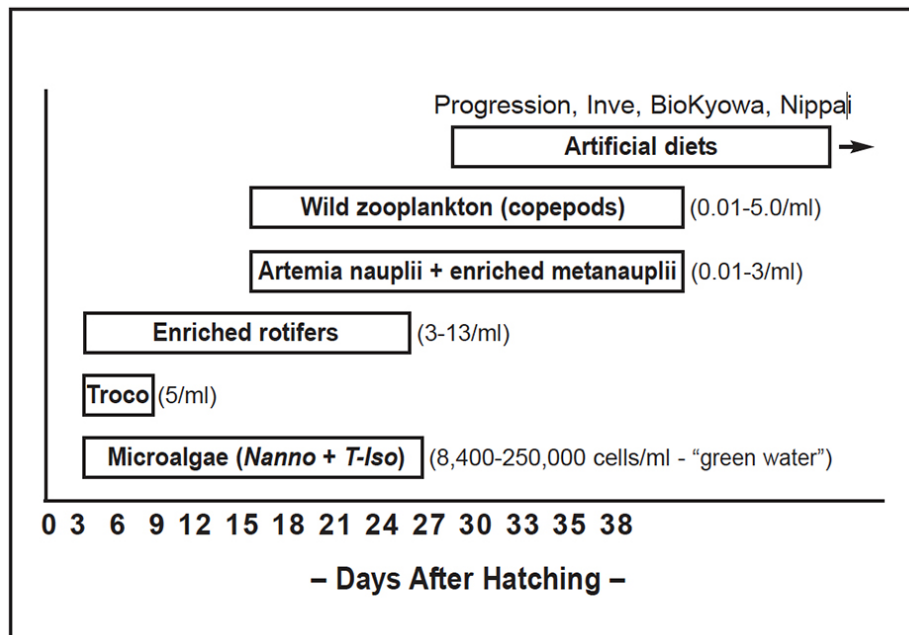 Progression, Inve, BioKyowa, Nippai
Artificial diets
Wild zooplankton (copepods) (0.01-5.0/ml)
Artemia nauplii + enriched metanauplii (0.01-3/ml)
Enriched rotifers (3-13/ml)
Troco (5/ml)
Microalgae (Nanno + T-Iso) (8,400-250,000 cells/ml - “green water”)
0 3 6 9 12 15 18 21 24 27 30 33 35 38
– Days After Hatching –